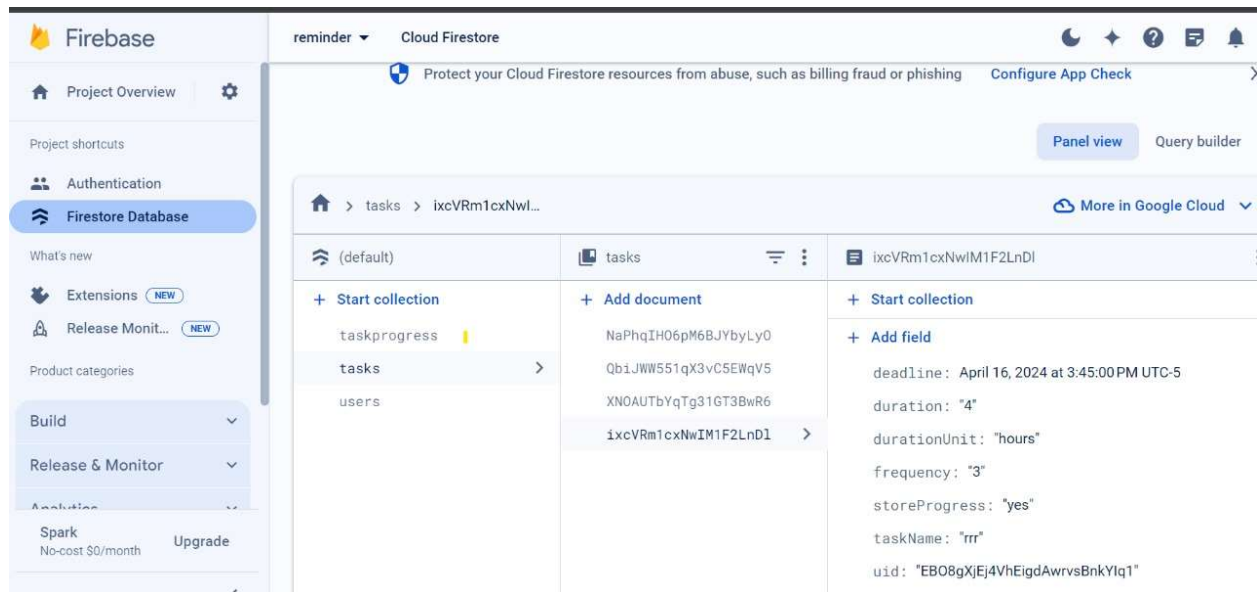 Firebase
reminder
Cloud Firestore
Protect your Cloud Firestore resources from abuse, such as billing fraud or phishing Configure App Check
Project Overview
Project shortcuts
Authentication
Firestore Database
What's new
Extensions NEW
Release Monit... NEW
Product categories
Build
Release & Monitor
Analytics
Spark
No-cost $0/month
Upgrade
Panel view
Query builder
> tasks > ixcVRm1cxNwI...
More in Google Cloud
(default)
+ Start collection
taskprogress
tasks
users
tasks
+ Add document
NaPhqIHO6pM6BJYbyLyO
QbiJWW551qX3vC5EWqV5
XNOAUTbYqTg31GT3BwR6
ixcVRm1cxNwIM1F2LnDl
ixcVRm1cxNwIM1F2LnDl
+ Start collection
+ Add field
deadline: April 16, 2024 at 3:45:00 PM UTC-5
duration: "4"
durationUnit: "hours"
frequency: "3"
storeProgress: "yes"
taskName: "rrr"
uid: "EBO8gXjEj4VhEigdAwrvsBnkYIq1"